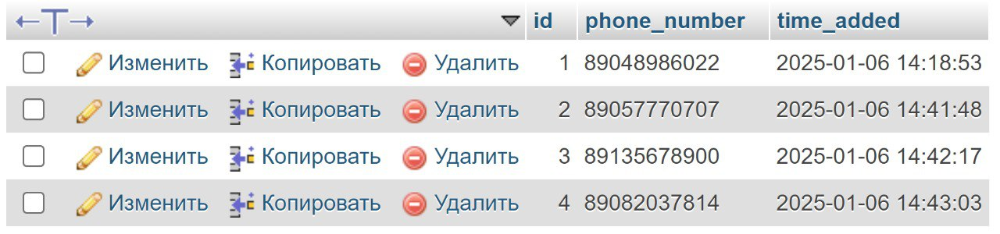 id phone_number time_added
Изменить Копировать Удалить 1 89048986022 2025-01-06 14:18:53
Изменить Копировать Удалить 2 89057770707 2025-01-06 14:41:48
Изменить Копировать Удалить 3 89135678900 2025-01-06 14:42:17
Изменить Копировать Удалить 4 89082037814 2025-01-06 14:43:03